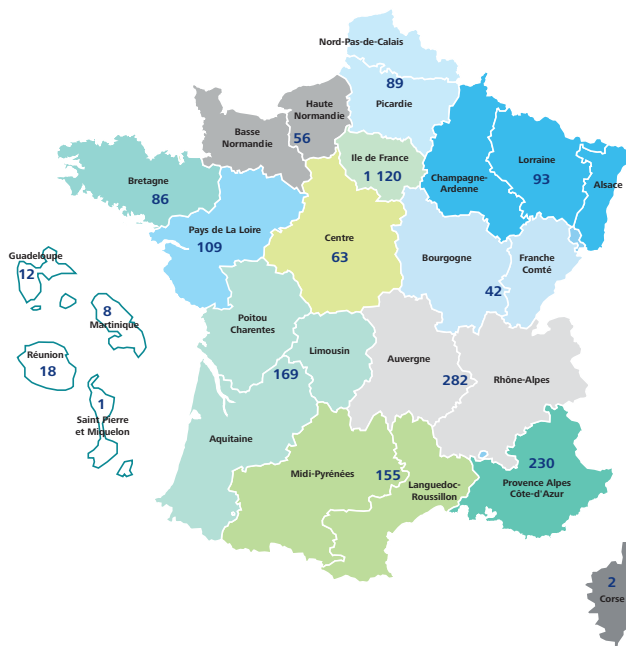 Nord-Pas-de-Calais
89
Picardie
Haute
Normandie
56
Basse
Normandie
Ile de France
1 120
Champagne-
Ardenne
Lorraine
93
Alsace
Bretagne
86
Pays de La Loire
109
Centre
63
Bourgogne
Franche
Comté
42
Guadeloupe
12
8
Martinique
Réunion
18
1
Saint Pierre
et Miquelon
Poitou
Charentes
Limousin
169
Aquitaine
Auvergne
282
Rhône-Alpes
Midi-Pyrénées
155
Languedoc-
Roussillon
230
Provence Alpes
Côte-d'Azur
2
Corse